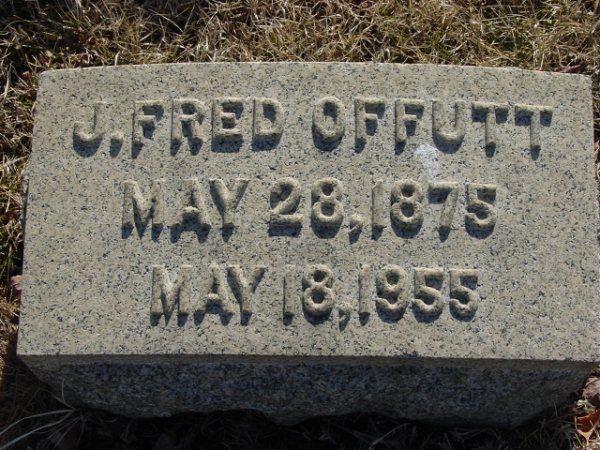 J. FRED OFFUTT
MAY 28, 1875
MAY 18, 1955